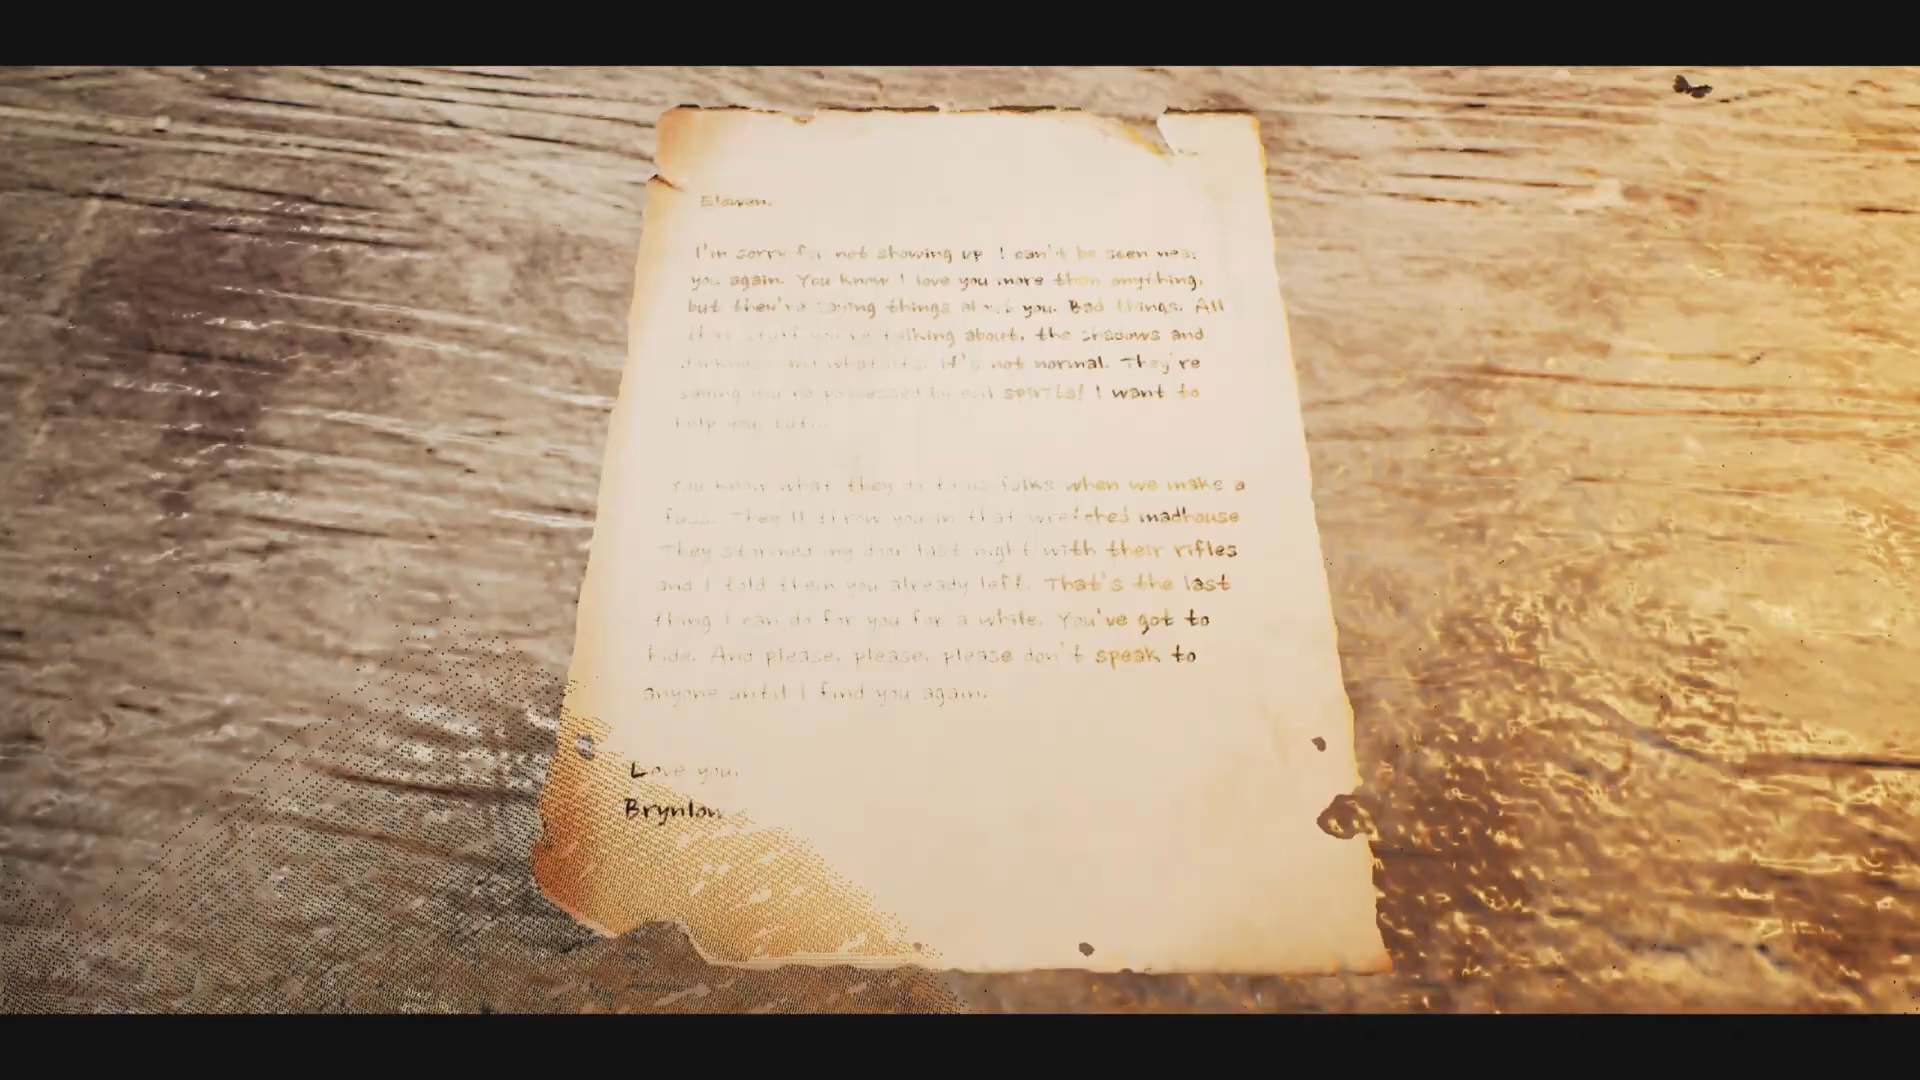 Elowen,
I'm sorry for not showing up. I can't be seen near
you again. You know I love you more than anything,
but they're saying things about you. Bad things. All
that stuff you're talking about, the shadows and
darkness and whatnots. It's not normal. They're
saying you're possessed by evil spirits! I want to
help you, but...
You know what they do to us folks when we make a
fuss. They'll throw you in that wretched madhouse
They stormed my door last night with their rifles
and I told them you already left. That's the last
thing I can do for you for a while. You've got to
hide. And please, please, please don't speak to
anyone until I find you again.
Love you,
Brynlow